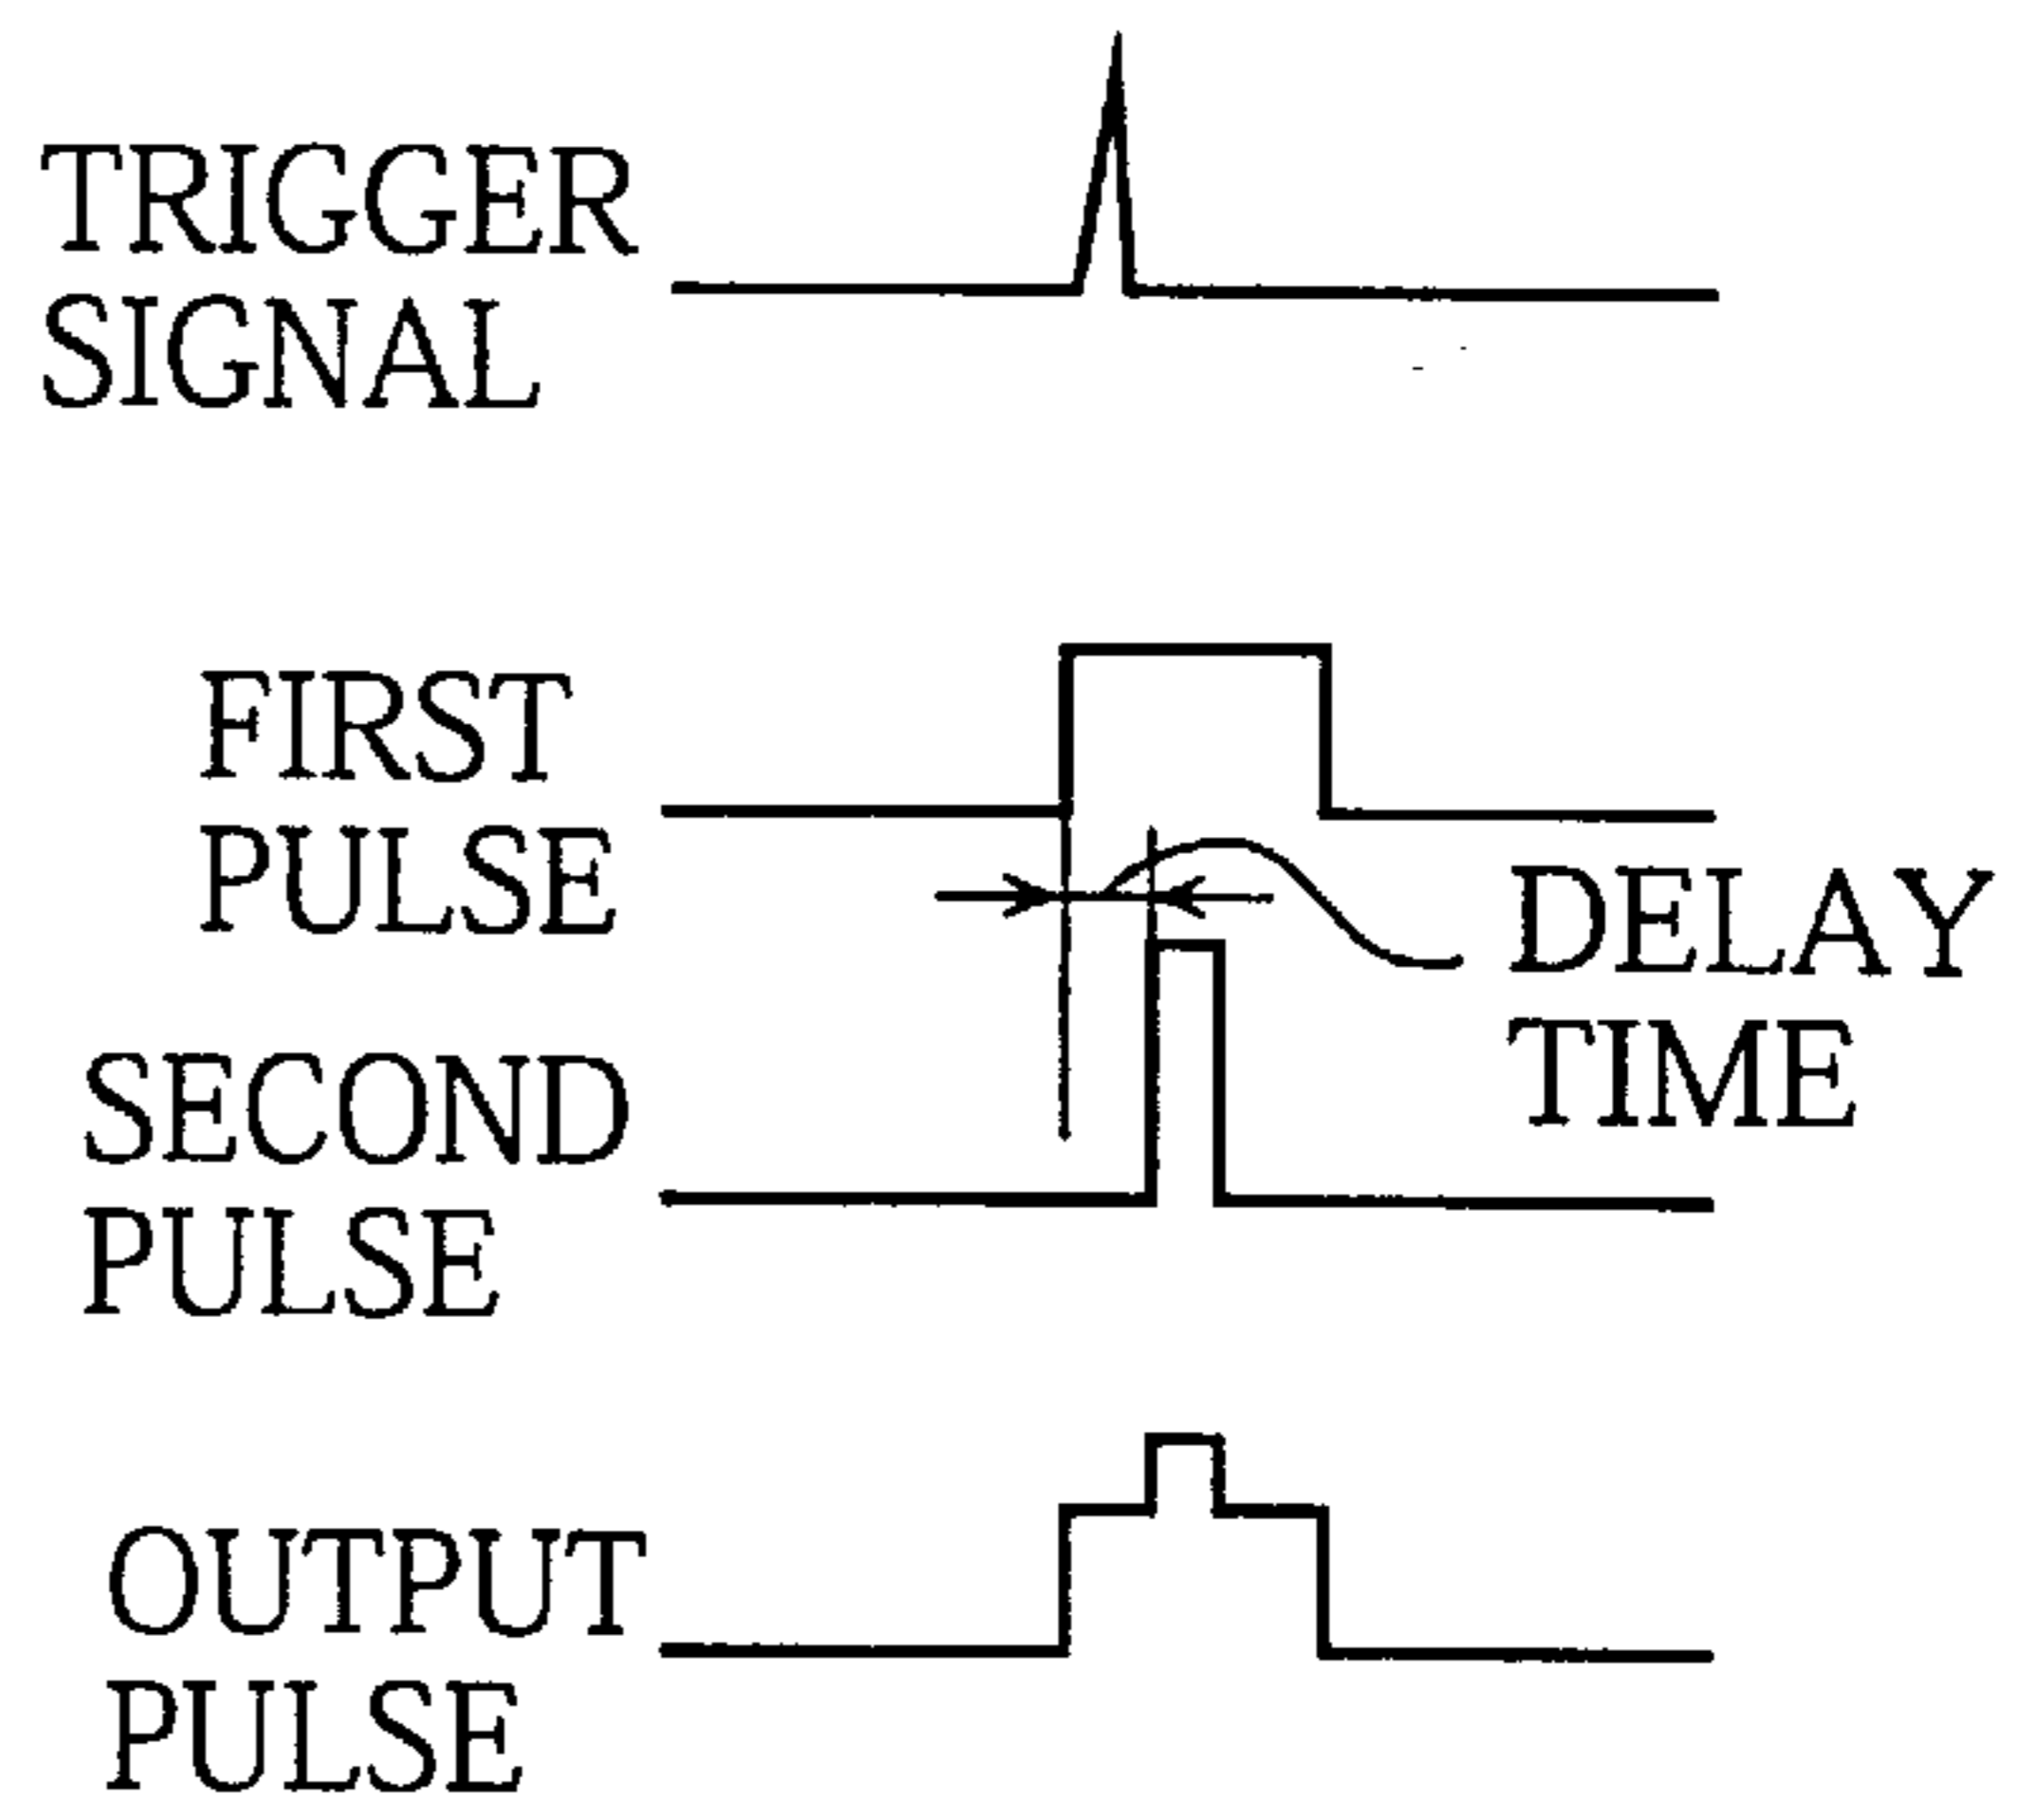 TRIGGER
SIGNAL
FIRST
PULSE
DELAY
TIME
SECOND
PULSE
OUTPUT
PULSE